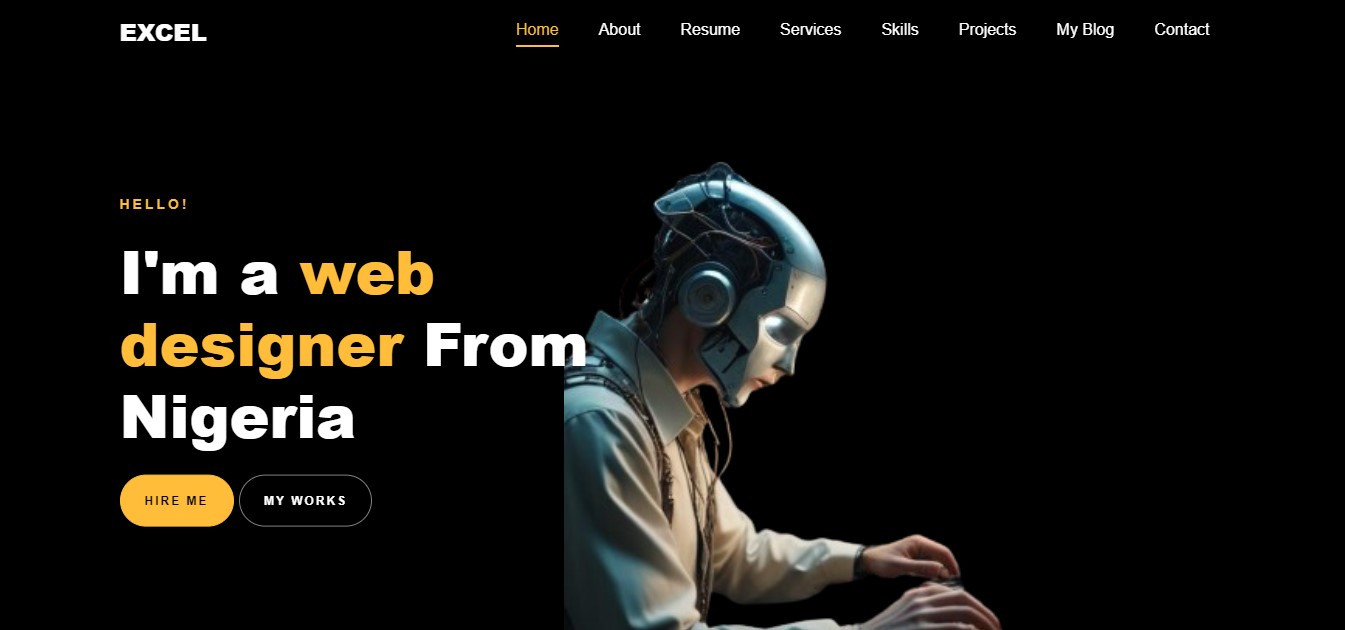 EXCEL
Home About Resume Services Skills Projects My Blog Contact
HELLO!
I'm a web
designer From
Nigeria
HIRE ME MY WORKS